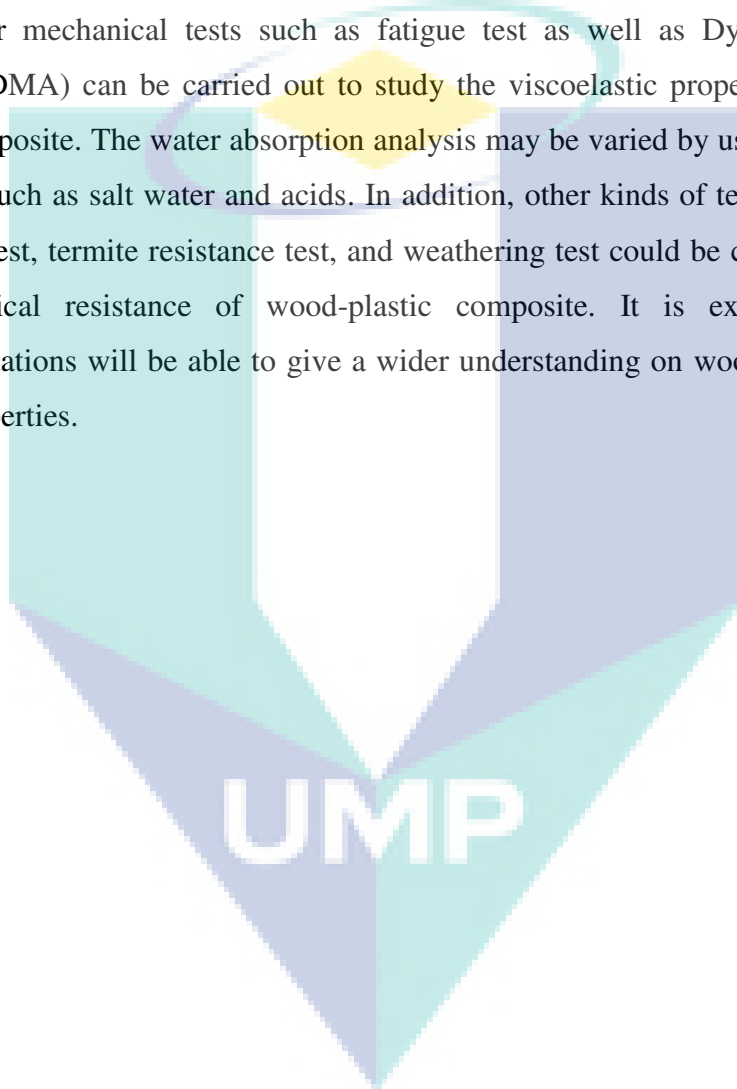 r mechanical tests such as fatigue test as well as Dy
DMA) can be carried out to study the viscoelastic prope
posite. The water absorption analysis may be varied by us
uch as salt water and acids. In addition, other kinds of te
est, termite resistance test, and weathering test could be c
ical resistance of wood-plastic composite. It is ex
ations will be able to give a wider understanding on woo
perties.
UMP